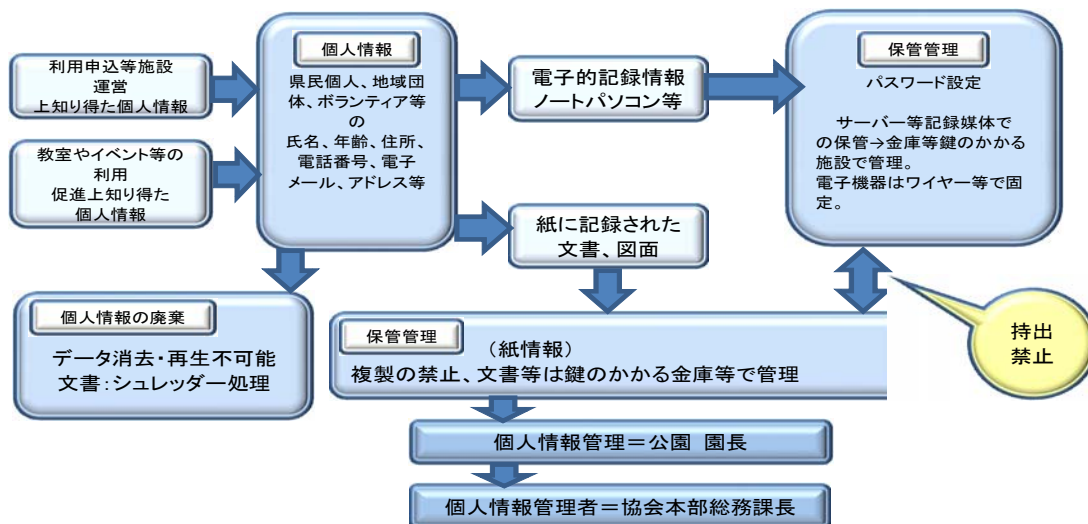 利用申込等施設
運営
上知り得た個人情報
教室やイベント等の
利用
促進上知り得た
個人情報
個人情報
県民個人、地域団
体、ボランティア等
の
氏名、年齢、住所、
電話番号、電子
メール、アドレス等
電子的記録情報
ノートパソコン等
紙に記録された
文書、図面
保管管理
パスワード設定
サーバー等記録媒体で
の保管→金庫等鍵のかかる
施設で管理。
電子機器はワイヤー等で固
定。
個人情報の廃棄
データ消去・再生不可能
文書：シュレッダー処理
保管管理
（紙情報）
複製の禁止、文書等は鍵のかかる金庫等で管理
持出
禁止
個人情報管理＝公園 園長
個人情報管理者＝協会本部総務課長